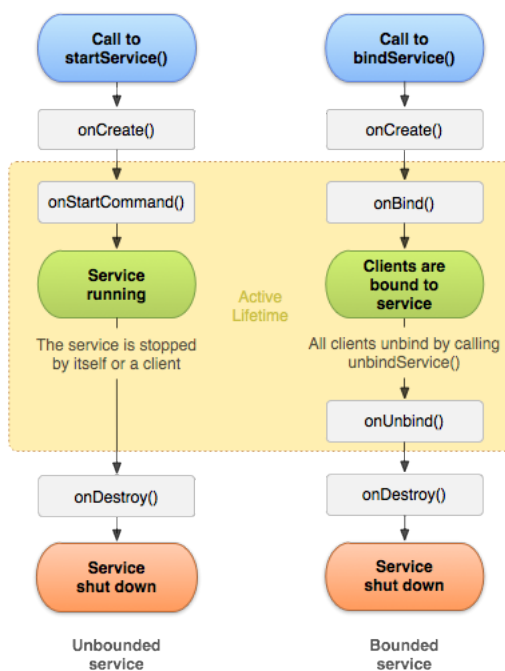 Call to
startService()
onCreate()
onStartCommand()
Service
running
The service is stopped
by itself or a client
onDestroy()
Service
shut down
Unbounded
service
Active
Lifetime
Call to
bindService()
onCreate()
onBind()
Clients are
bound to
service
All clients unbind by calling
unbindService()
onUnbind()
onDestroy()
Service
shut down
Bounded
service